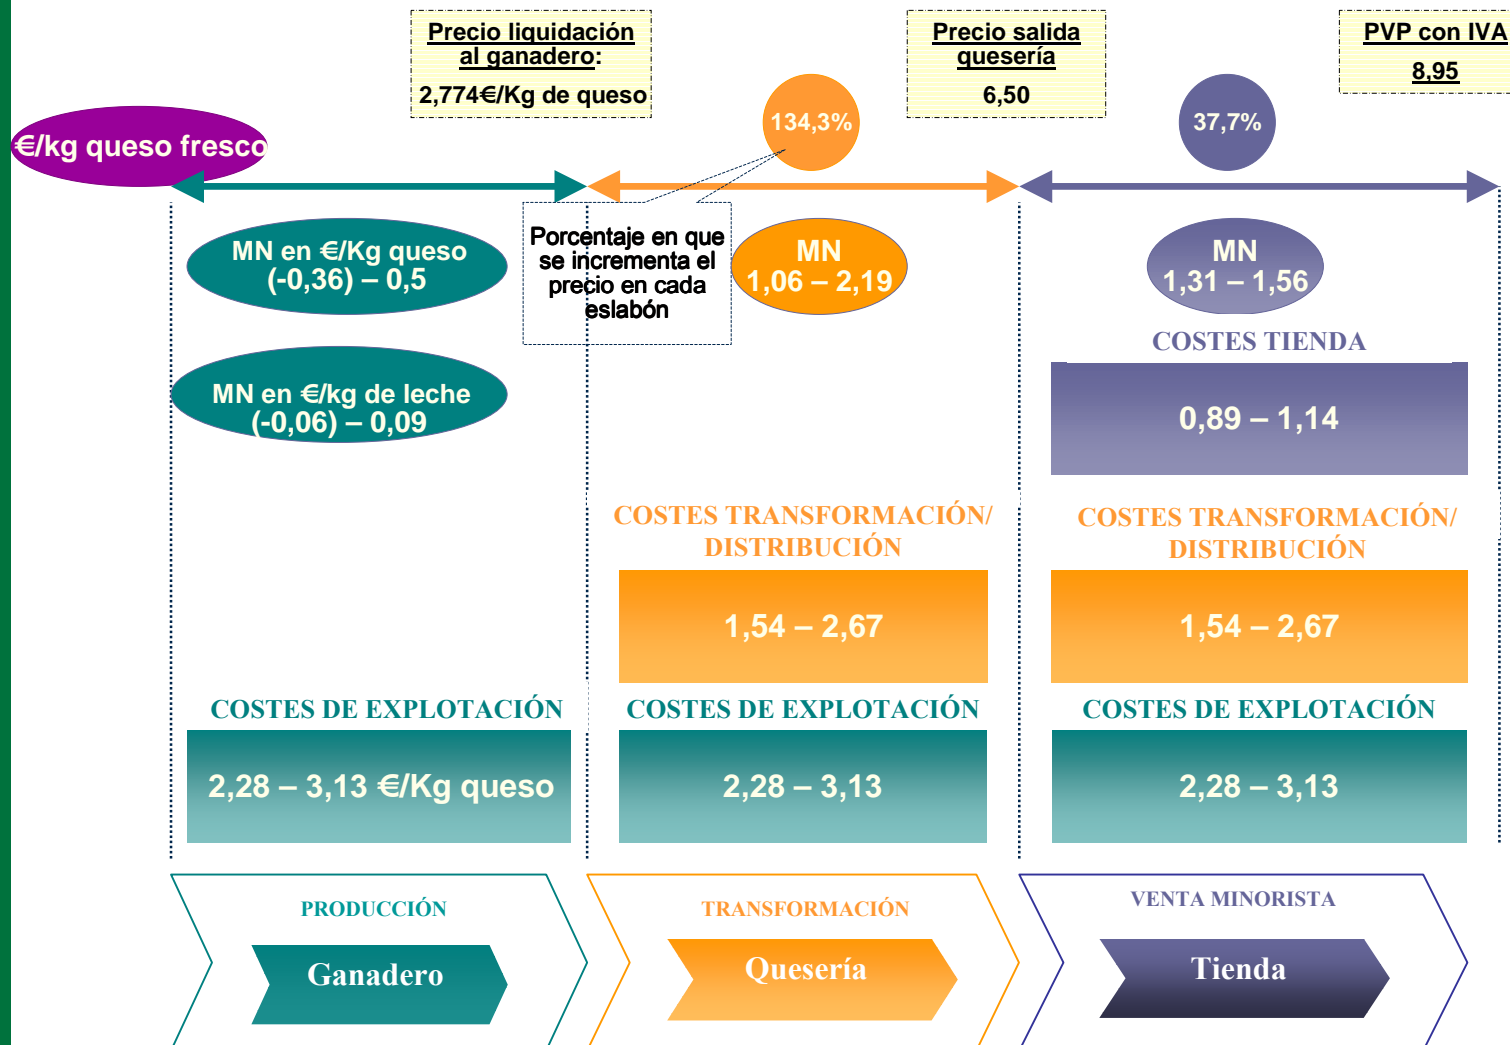 Precio liquidación
al ganadero:
2,774€/Kg de queso
Precio salida
quesería
6,50
PVP con IVA
8,95
€/kg queso fresco
134,3%
37,7%
MN en €/Kg queso
(-0,36) – 0,5
Porcentaje en que
se incrementa el
precio en cada
eslabón
MN
1,06 – 2,19
MN
1,31 – 1,56
MN en €/kg de leche
(-0,06) – 0,09
COSTES TIENDA
0,89 – 1,14
COSTES TRANSFORMACIÓN/
DISTRIBUCIÓN
1,54 – 2,67
COSTES TRANSFORMACIÓN/
DISTRIBUCIÓN
1,54 – 2,67
COSTES DE EXPLOTACIÓN
2,28 – 3,13 €/Kg queso
COSTES DE EXPLOTACIÓN
2,28 – 3,13
COSTES DE EXPLOTACIÓN
2,28 – 3,13
PRODUCCIÓN
Ganadero
TRANSFORMACIÓN
Quesería
VENTA MINORISTA
Tienda